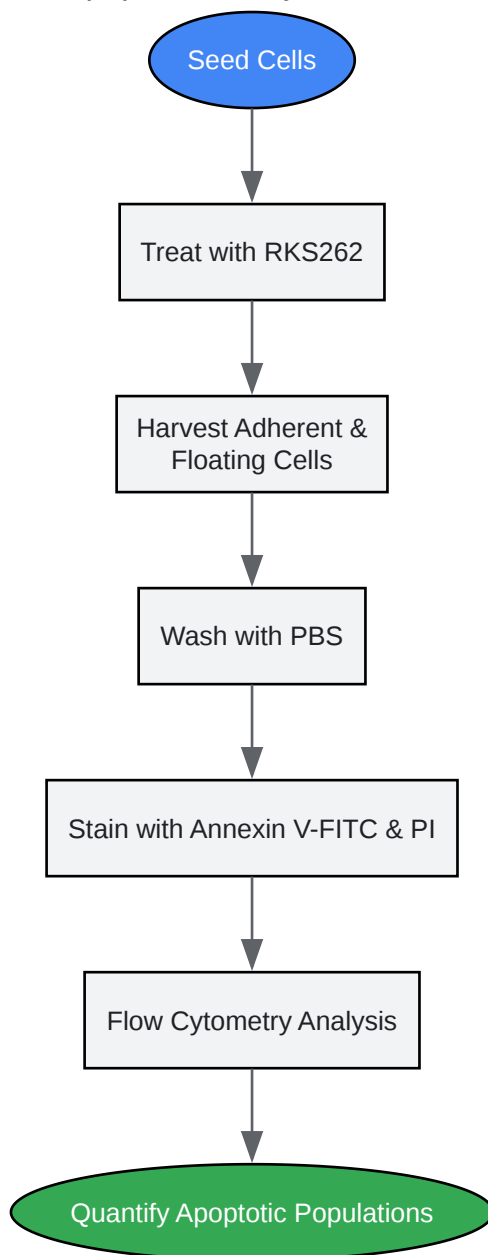 Seed Cells
Treat with RKS262
Harvest Adherent &
Floating Cells
Wash with PBS
Stain with Annexin V-FITC & PI
Flow Cytometry Analysis
Quantify Apoptotic Populations